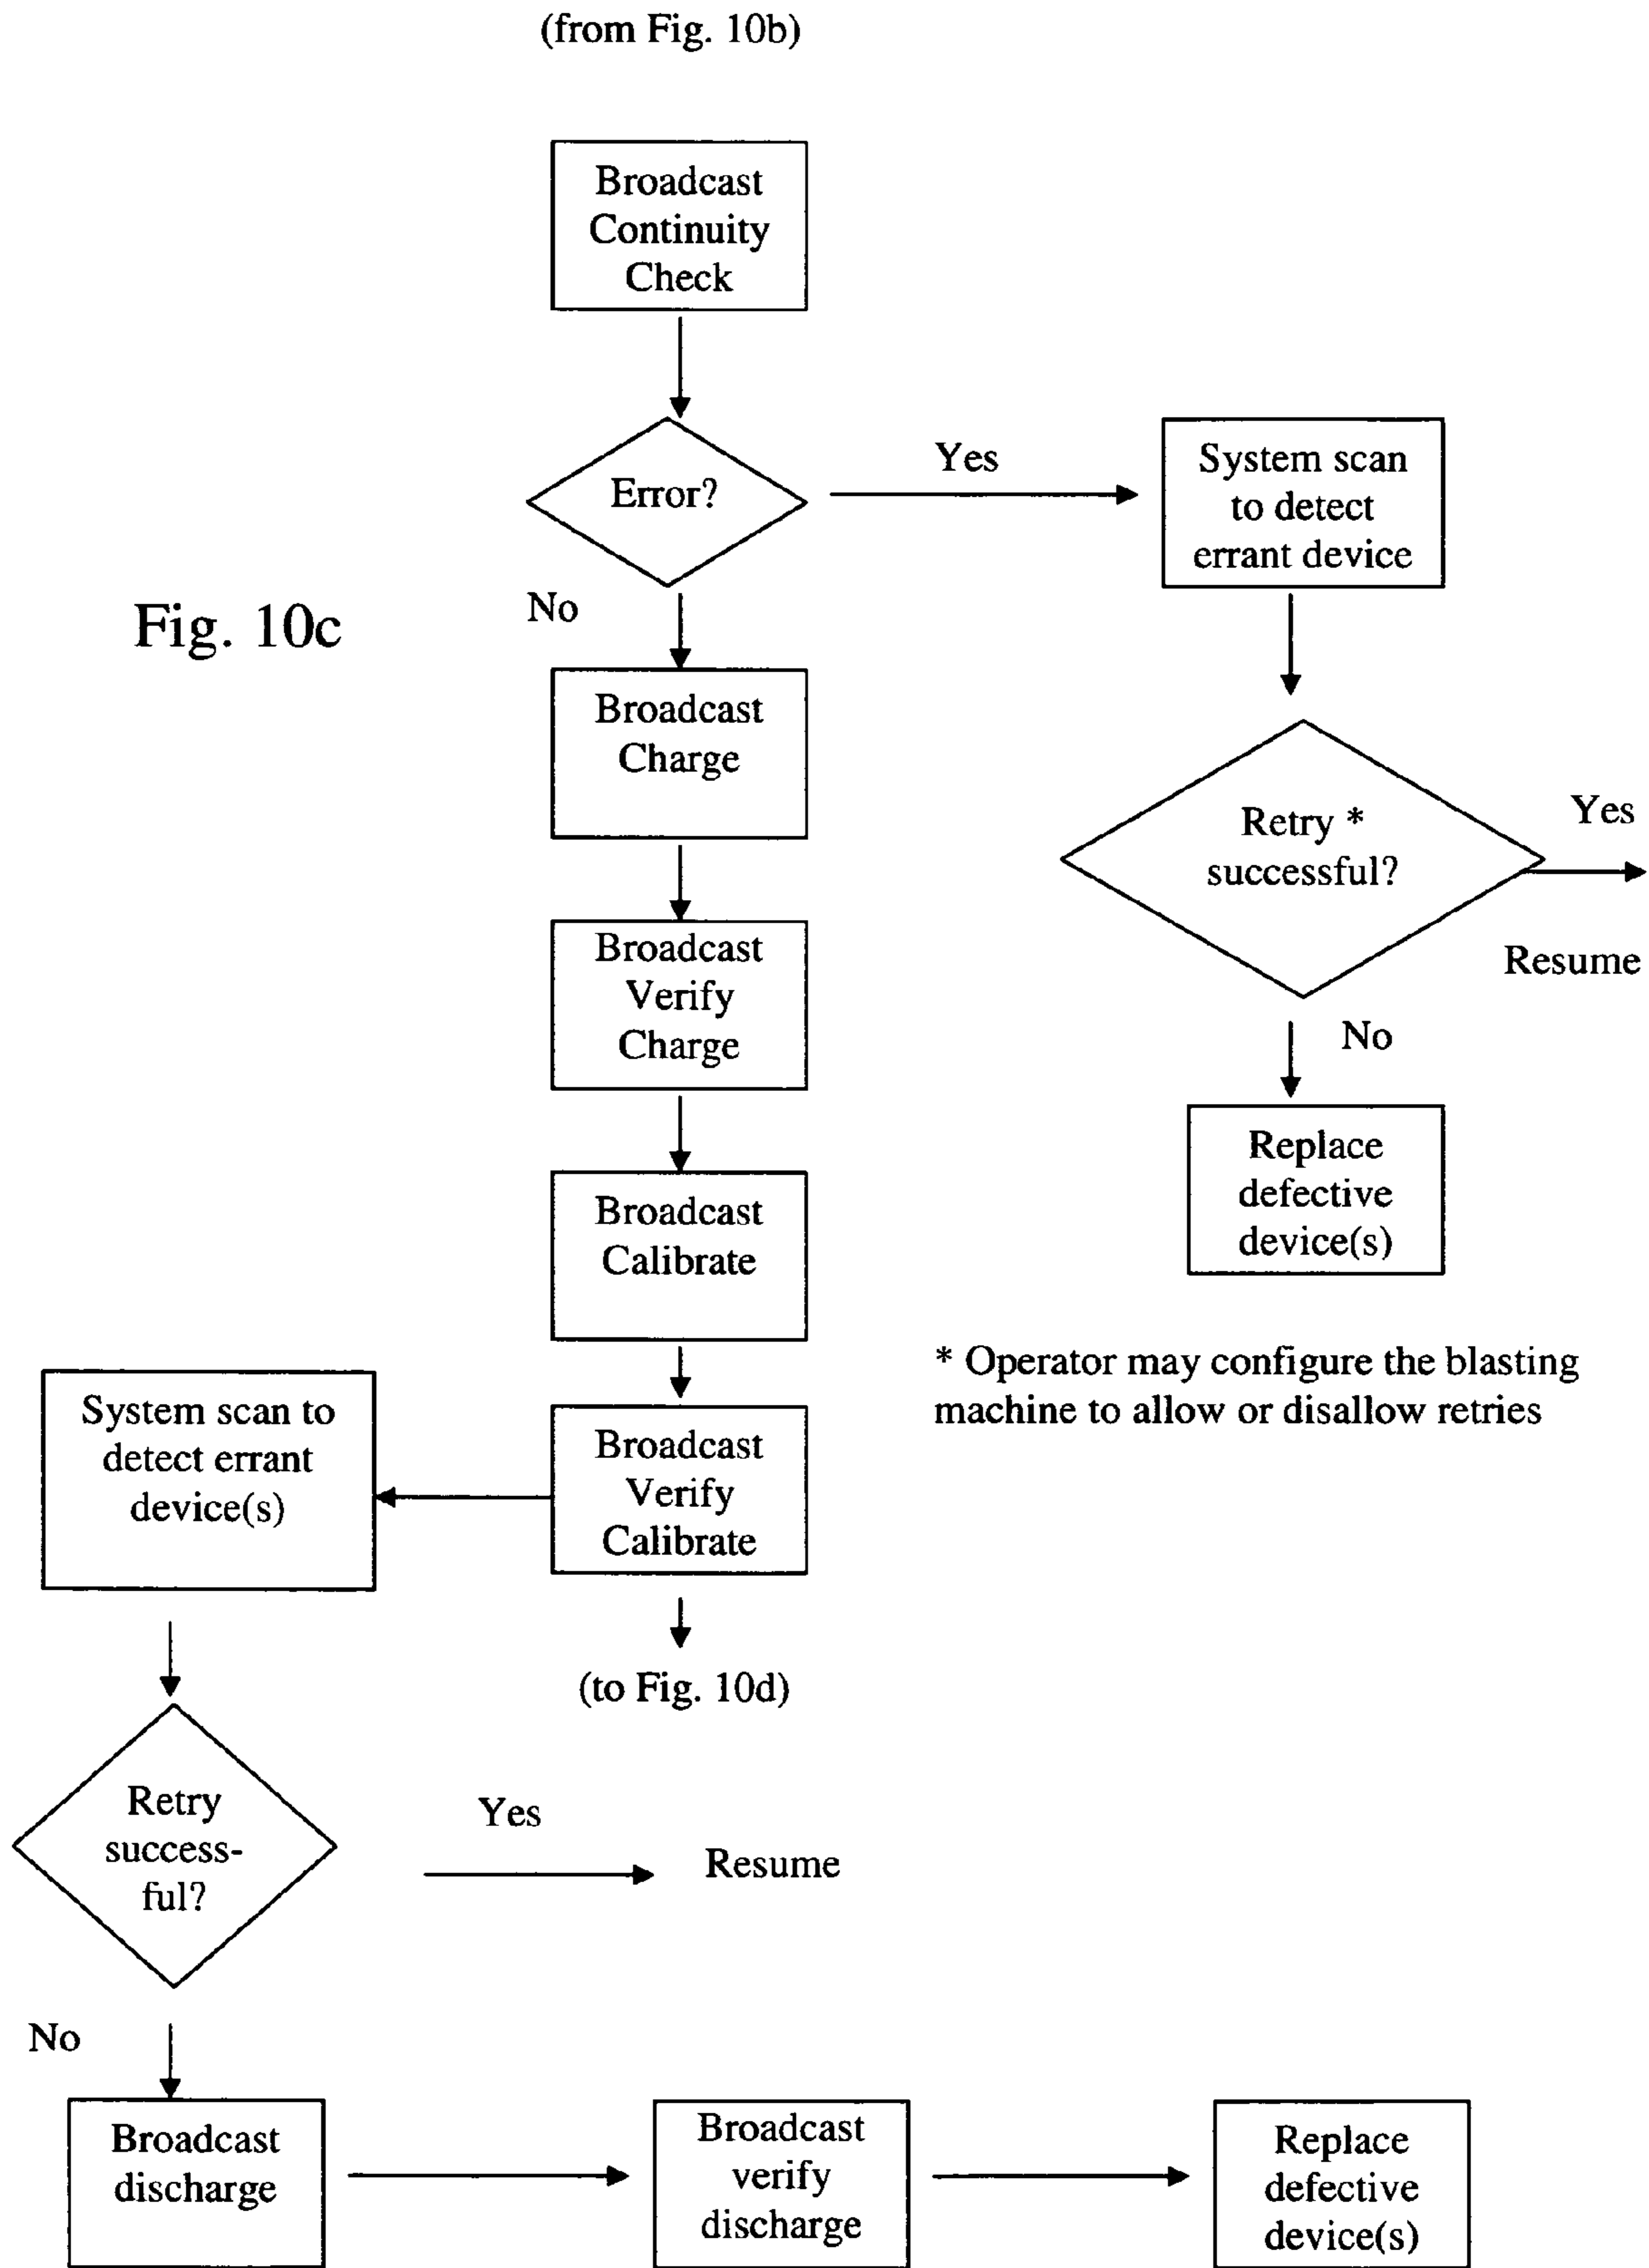 (from Fig. 10b)
Broadcast
Continuity
Check
Error?
Yes
System scan
to detect
errant device
Fig. 10c
No
Broadcast
Charge
Retry *
successful?
Yes
Resume
Broadcast
Verify
Charge
No
Replace
defective
device(s)
Broadcast
Calibrate
* Operator may configure the blasting
machine to allow or disallow retries
System scan to
detect errant
device(s)
Broadcast
Verify
Calibrate
(to Fig. 10d)
Retry
success-
ful?
Yes
Resume
No
Broadcast
discharge
Broadcast
verify
discharge
Replace
defective
device(s)